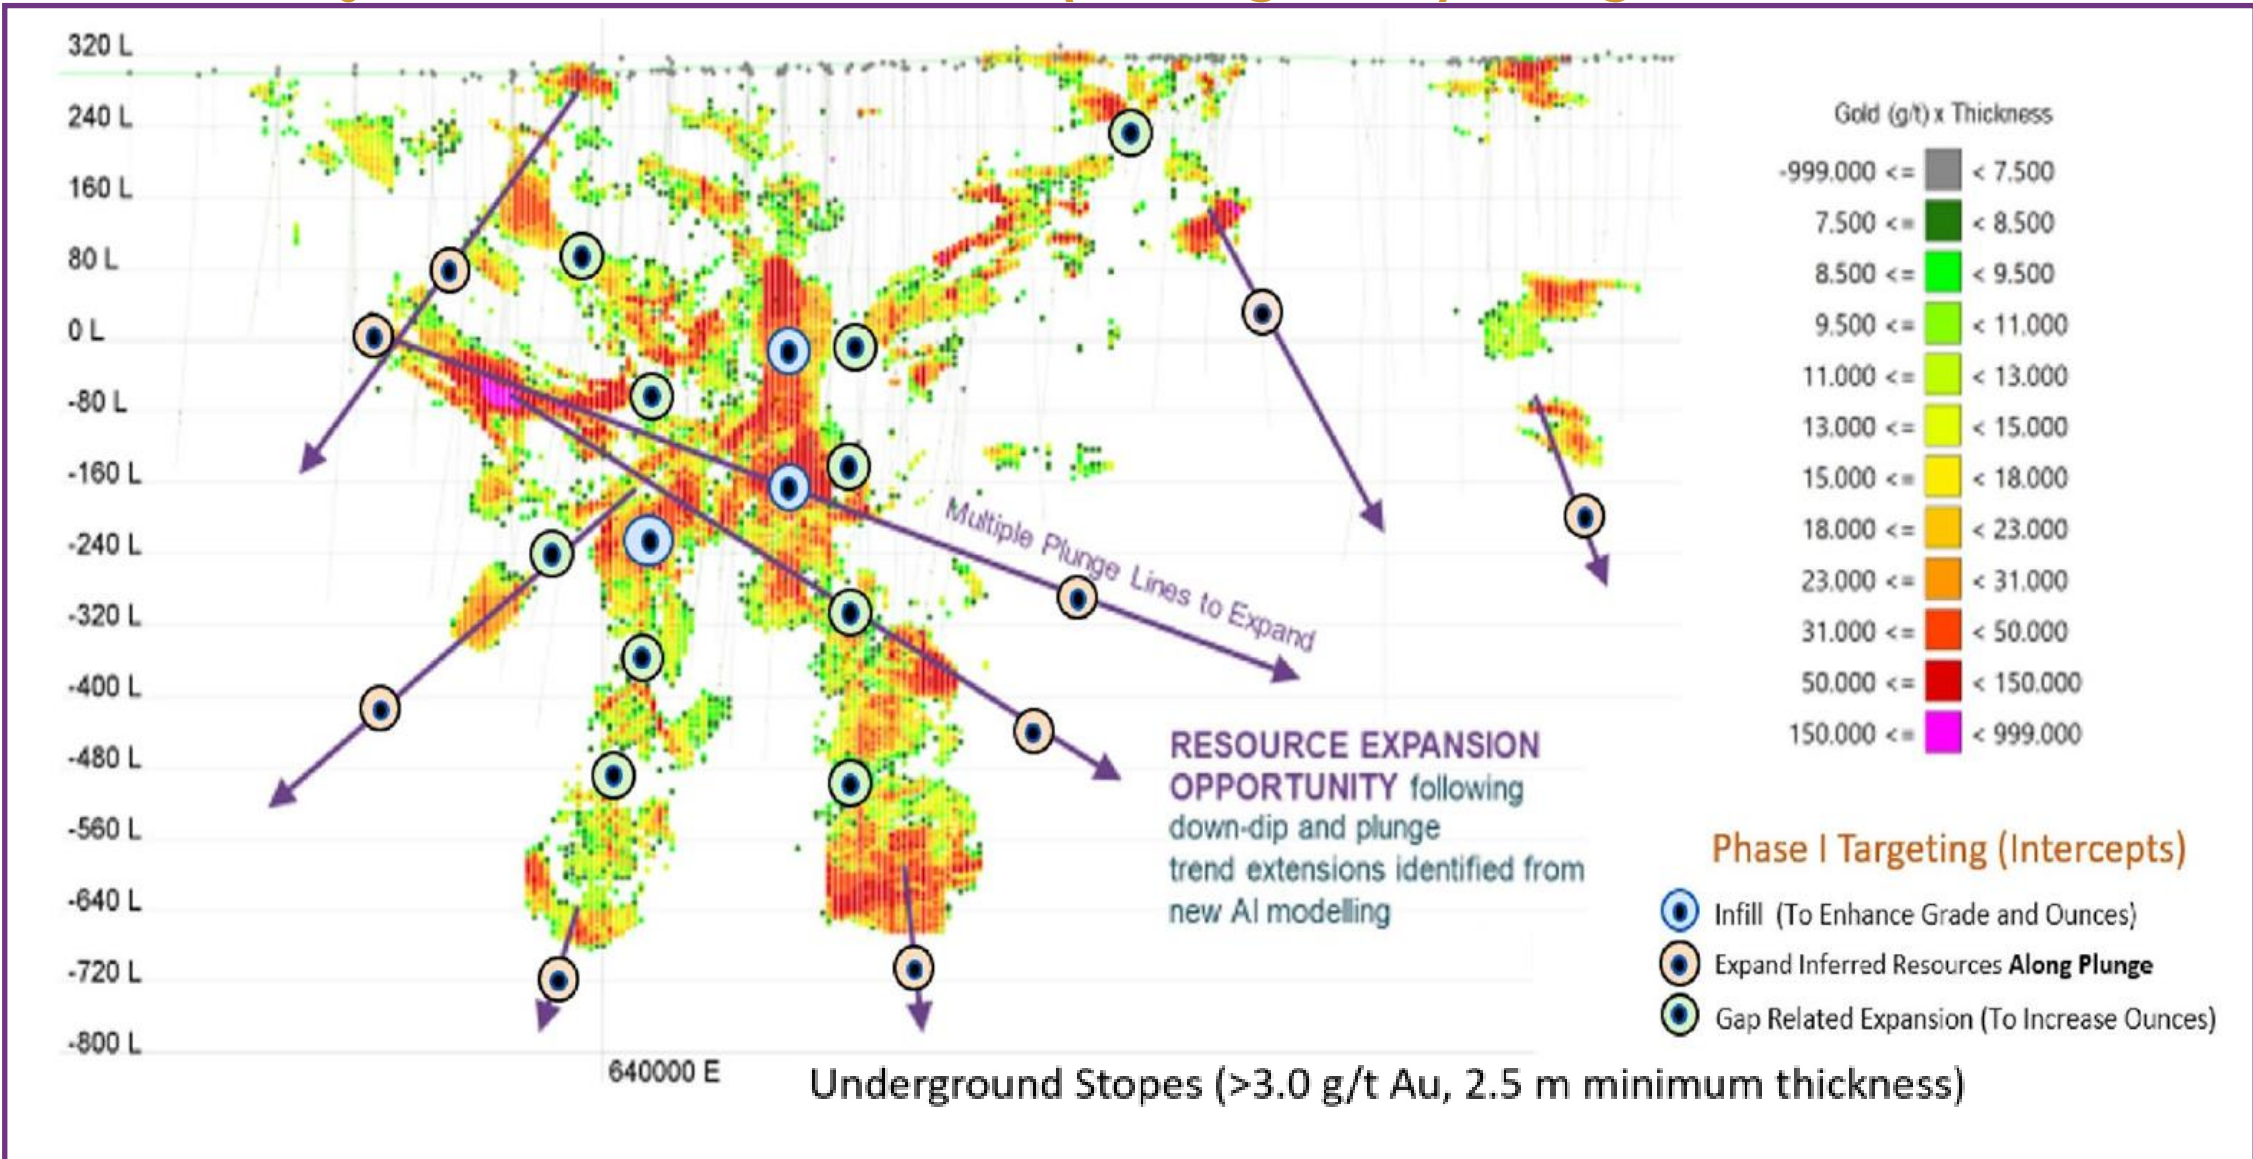 320 L
240 L
160 L
80 L
0 L
-80 L
-160 L
-240 L
-320 L
-400 L
-480 L
-560 L
-640 L
-720 L
-800 L
640000 E
Multiple Plunge Lines to Expand
RESOURCE EXPANSION
OPPORTUNITY following
down-dip and plunge
trend extensions identified from
new AI modelling
Gold (g/t) x Thickness
-999.000 <= < 7.500
7.500 <= < 8.500
8.500 <= < 9.500
9.500 <= < 11.000
11.000 <= < 13.000
13.000 <= < 15.000
15.000 <= < 18.000
18.000 <= < 23.000
23.000 <= < 31.000
31.000 <= < 50.000
50.000 <= < 150.000
150.000 <= < 999.000
Phase I Targeting (Intercepts)
Infill (To Enhance Grade and Ounces)
Expand Inferred Resources Along Plunge
Gap Related Expansion (To Increase Ounces)
Underground Stopes (>3.0 g/t Au, 2.5 m minimum thickness)